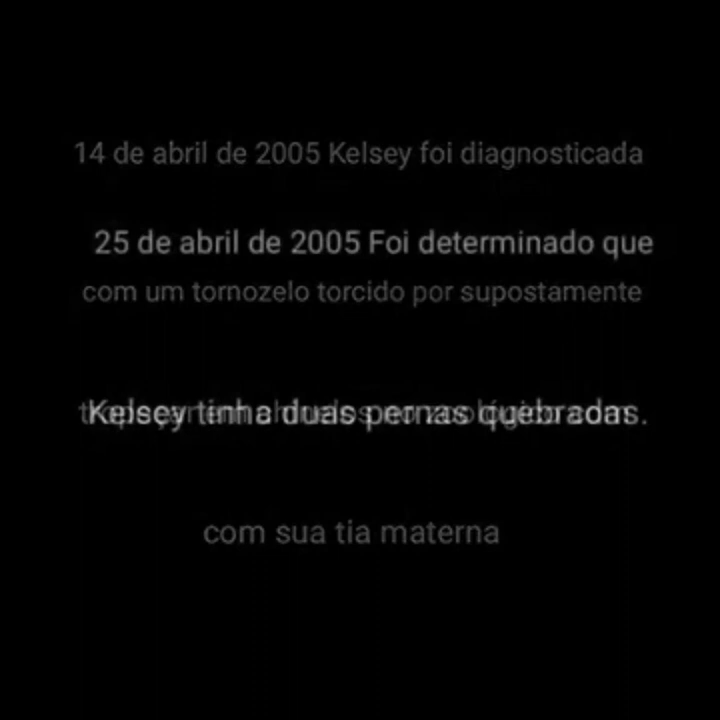 14 de abril de 2005 Kelsey foi diagnosticada
25 de abril de 2005 Foi determinado que
com um tornozelo torcido por supostamente
Kelsey tinha duas pernas quebradas.
com sua tia materna